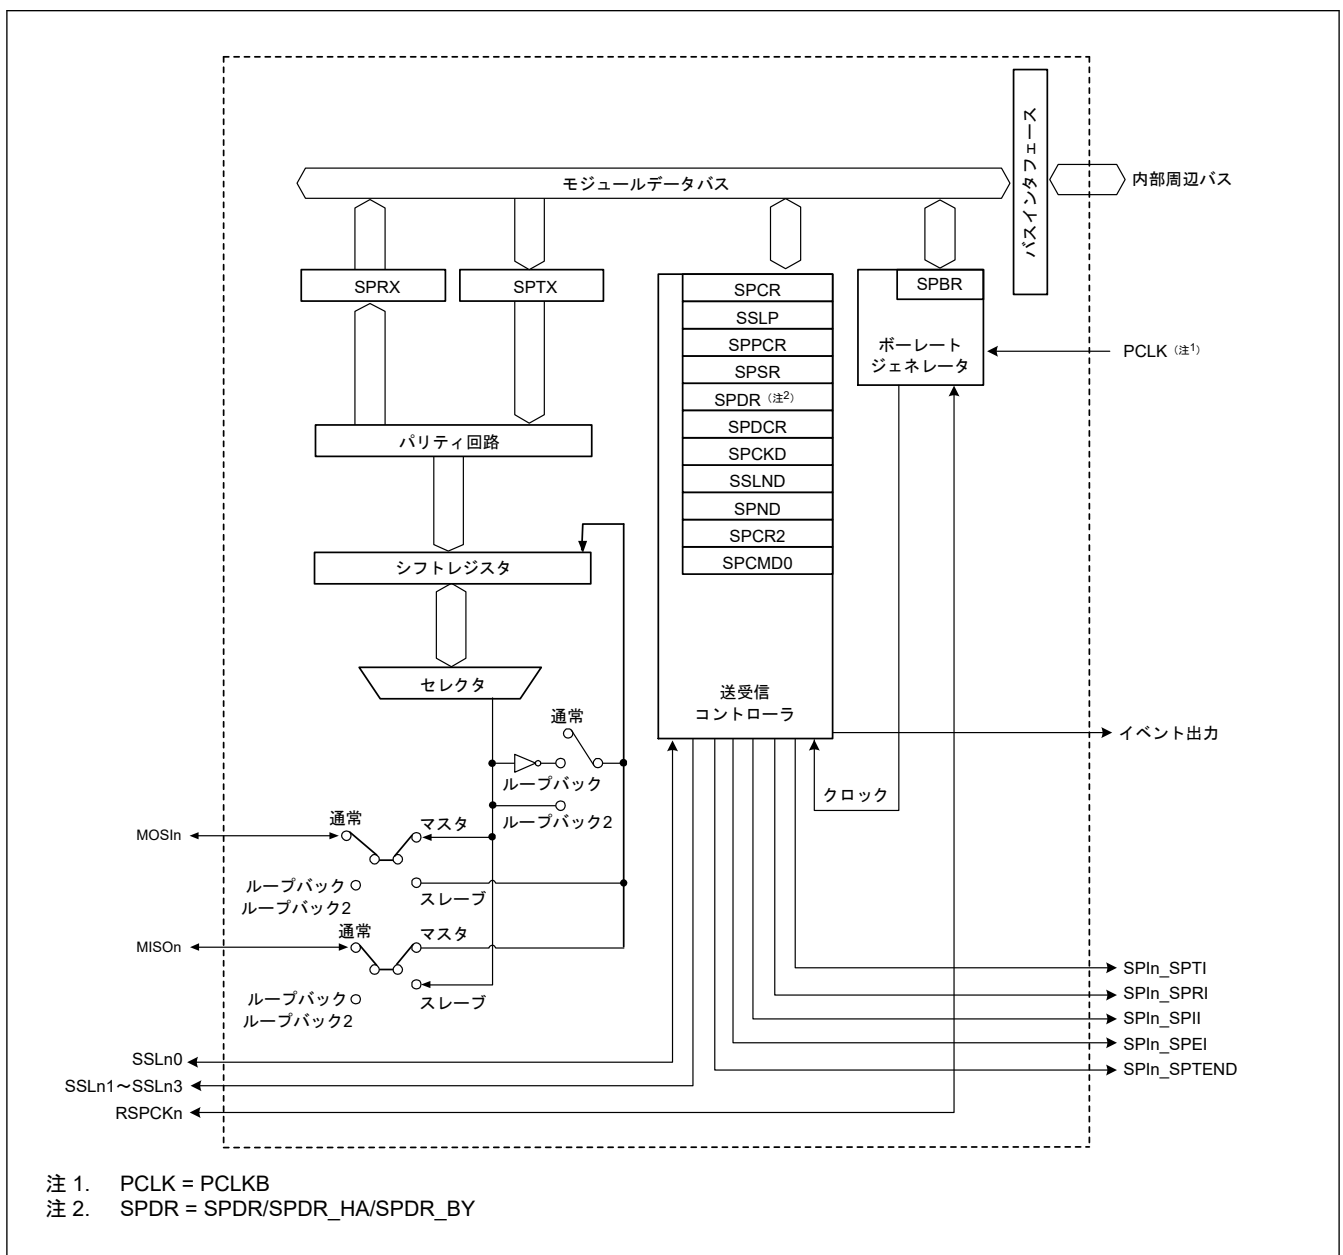 バスインタフェース
モジュールデータバス
内部周辺バス
SPRX
SPTX
SPCR
SSLP
SPPCR
SPSR
SPDR（注2）
SPDCR
SPCKD
SSLND
SPND
SPCR2
SPCMD0
送受信
コントローラ
SPBR
ボーレート
ジェネレータ
PCLK（注1）
パリティ回路
シフトレジスタ
セレクタ
通常
ループバック
ループバック2
イベント出力
クロック
MOSIn
通常
マスタ
ループバック
ループバック2
スレーブ
MISOn
通常
マスタ
ループバック
ループバック2
スレーブ
SSLn0
SSLn1～SSLn3
RSPCKn
SPIn_SPTI
SPIn_SPRI
SPIn_SPII
SPIn_SPEI
SPIn_SPTEND
注 1. PCLK = PCLKB
注 2. SPDR = SPDR/SPDR_HA/SPDR_BY